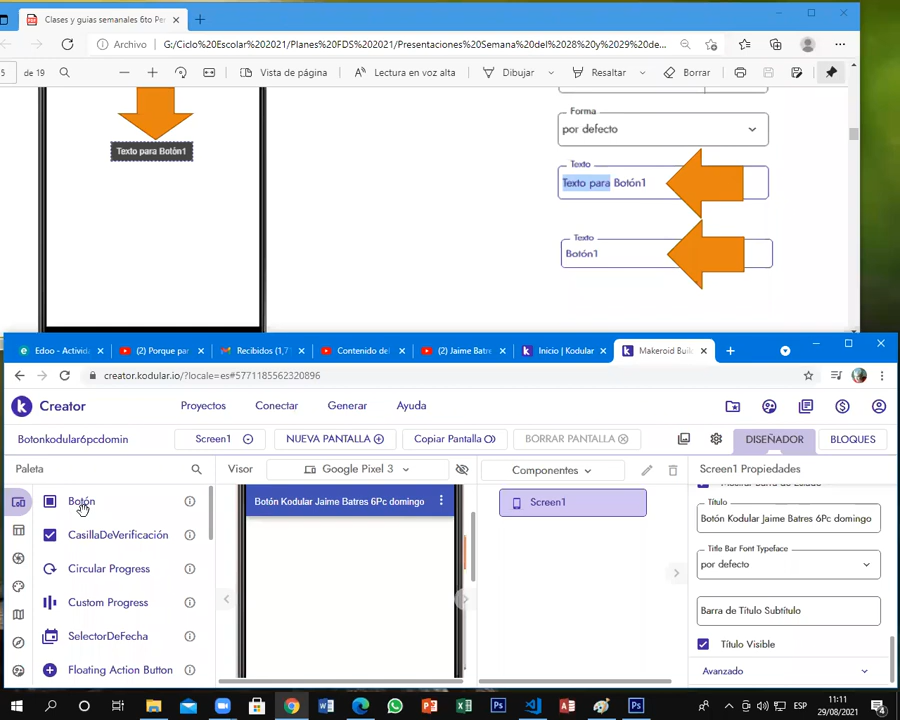 Clases y guias semanales 6to Per
Archivo G:/Ciclo%20Escolar%202021/Planes%20FDS%202021/Presentaciones%20Semana%20del%2028%20y%2029%20de...
5 de 19 Vista de página Lectura en voz alta Dibujar Resaltar Borrar
Texto para Botón1
Forma
por defecto
Texto
Texto para Botón1
Texto
Botón1
Edoo - Activid
(2) Porque par
Recibidos (1,7
Contenido del
(2) Jaime Batre
Inicio | Kodular
Makeroid Buil
creator.kodular.io/?locale=es#5771185562320896
Creator Proyectos Conectar Generar Ayuda
Botonkodular6pcdomin Screen1 NUEVA PANTALLA Copiar Pantalla BORRAR PANTALLA DISEÑADOR BLOQUES
Paleta
Botón
CasillaDeVerificación
Circular Progress
Custom Progress
SelectorDeFecha
Floating Action Button
Visor Google Pixel 3
Botón Kodular Jaime Batres 6Pc domingo
Componentes
Screen1
Screen1 Propiedades
Título
Botón Kodular Jaime Batres 6Pc domingo
Title Bar Font Typeface
por defecto
Barra de Título Subtítulo
Título Visible
Avanzado
ESP
11:11
29/08/2021
4